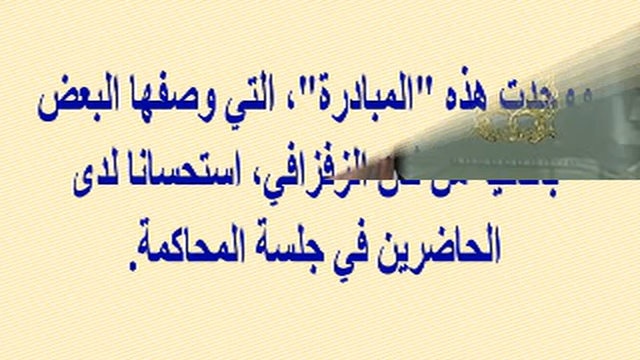 هذه "المبادرة"، التي وصفها البعض
الزفزافي، استحسانا لدى
الحاضرين في جلسة المحاكمة.